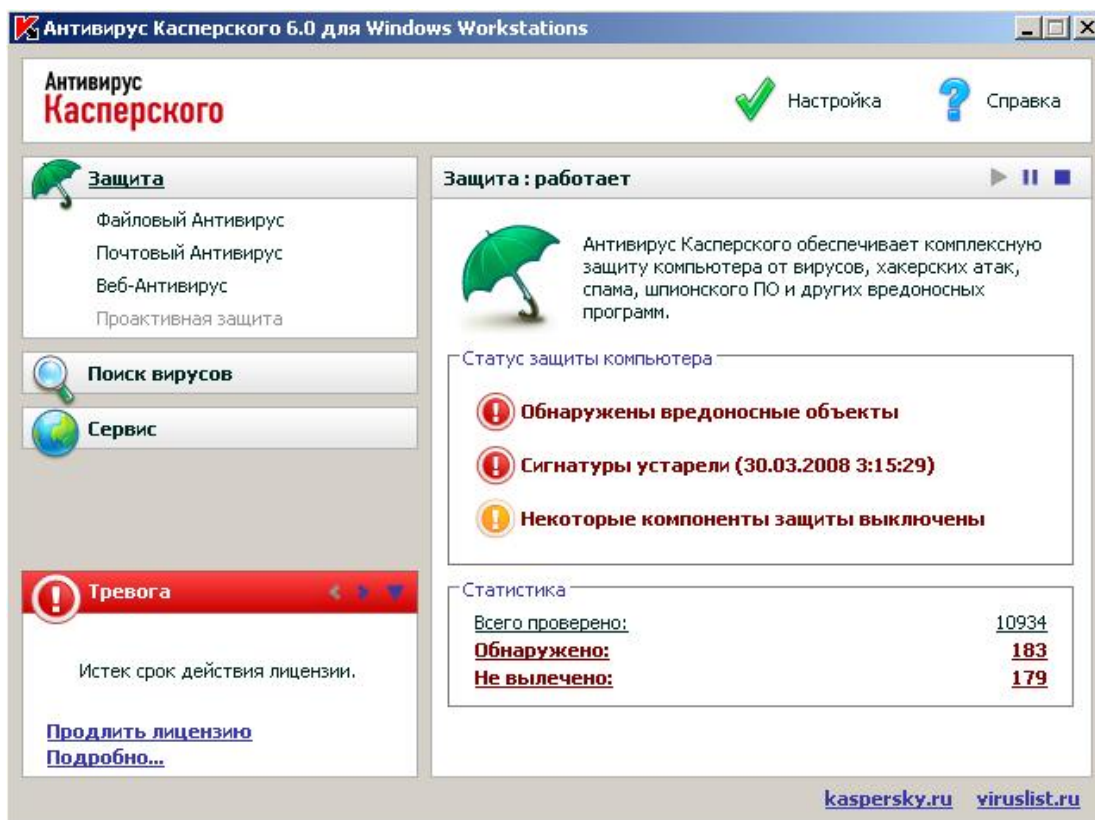 Антивирус Касперского 6.0 для Windows Workstations
Антивирус
Касперского
Настройка
Справка
Защита
Файловый Антивирус
Почтовый Антивирус
Веб-Антивирус
Проактивная защита
Поиск вирусов
Сервис
Тревога
Истек срок действия лицензии.
Продлить лицензию
Подробно...
Защита : работает
Антивирус Касперского обеспечивает комплексную
защиту компьютера от вирусов, хакерских атак,
спама, шпионского ПО и других вредоносных
программ.
Статус защиты компьютера
Обнаружены вредоносные объекты
Сигнатуры устарели (30.03.2008 3:15:29)
Некоторые компоненты защиты выключены
Статистика
Всего проверено: 10934
Обнаружено: 183
Не вылечено: 179
kaspersky.ru viruslist.ru